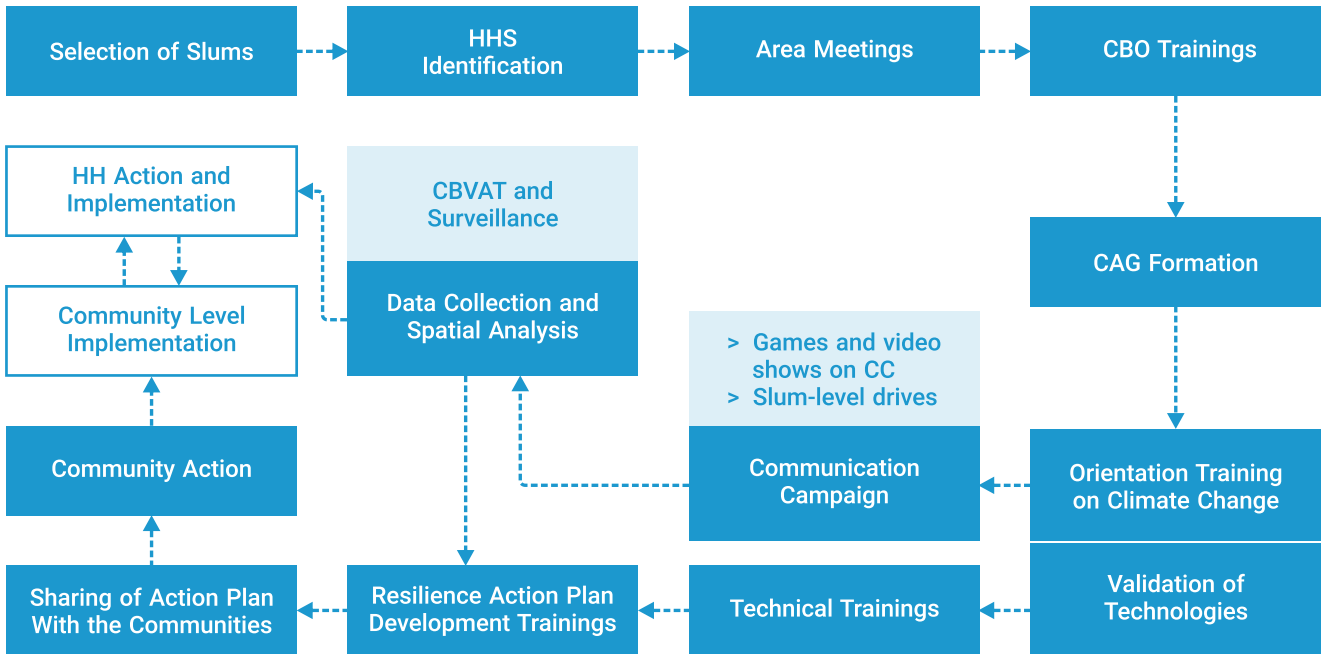 Selection of Slums
HHS
Identification
Area Meetings
CBO Trainings
HH Action and
Implementation
CBVAT and
Surveillance
CAG Formation
Data Collection and
Spatial Analysis
Community Level
Implementation
> Games and video
shows on CC
> Slum-level drives
Community Action
Communication
Campaign
Orientation Training
on Climate Change
Sharing of Action Plan
With the Communities
Resilience Action Plan
Development Trainings
Technical Trainings
Validation of
Technologies